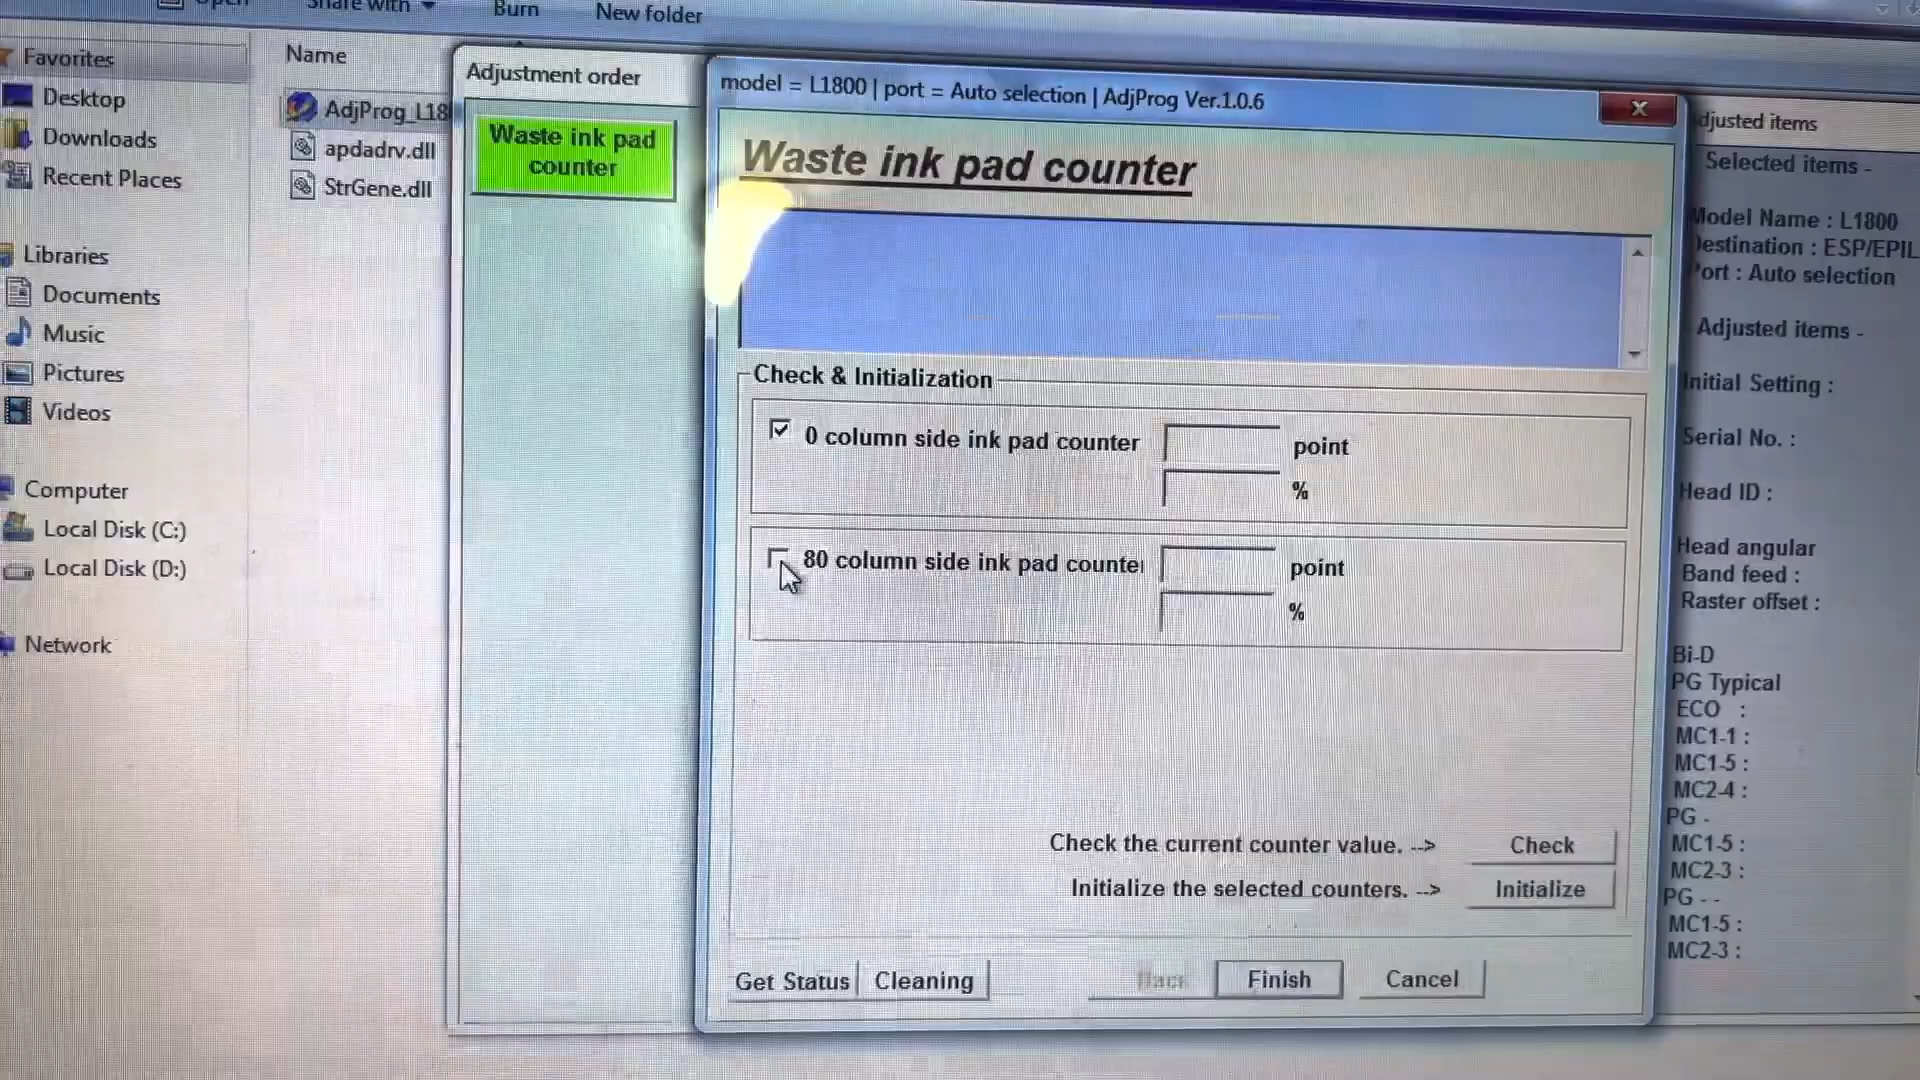 Open
Share with
Burn
New folder
Favorites
Desktop
Downloads
Recent Places
Libraries
Documents
Music
Pictures
Videos
Computer
Local Disk (C:)
Local Disk (D:)
Network
Name
AdjProg_L18
apdadrv.dll
StrGene.dll
Adjustment order
Waste ink pad
counter
model = L1800 | port = Auto selection | AdjProg Ver.1.0.6
Waste ink pad counter
Check & Initialization
0 column side ink pad counter
point
%
80 column side ink pad counter
point
%
Check the current counter value. -->
Check
Initialize the selected counters. -->
Initialize
Get Status
Cleaning
Back
Finish
Cancel
djusted items
Selected items -
Model Name : L1800
Destination : ESP/EPIL
Port : Auto selection
Adjusted items -
Initial Setting :
Serial No. :
Head ID :
Head angular
Band feed :
Raster offset :
Bi-D
PG Typical
ECO :
MC1-1 :
MC1-5 :
MC2-4 :
PG -
MC1-5 :
MC2-3 :
PG - -
MC1-5 :
MC2-3 :